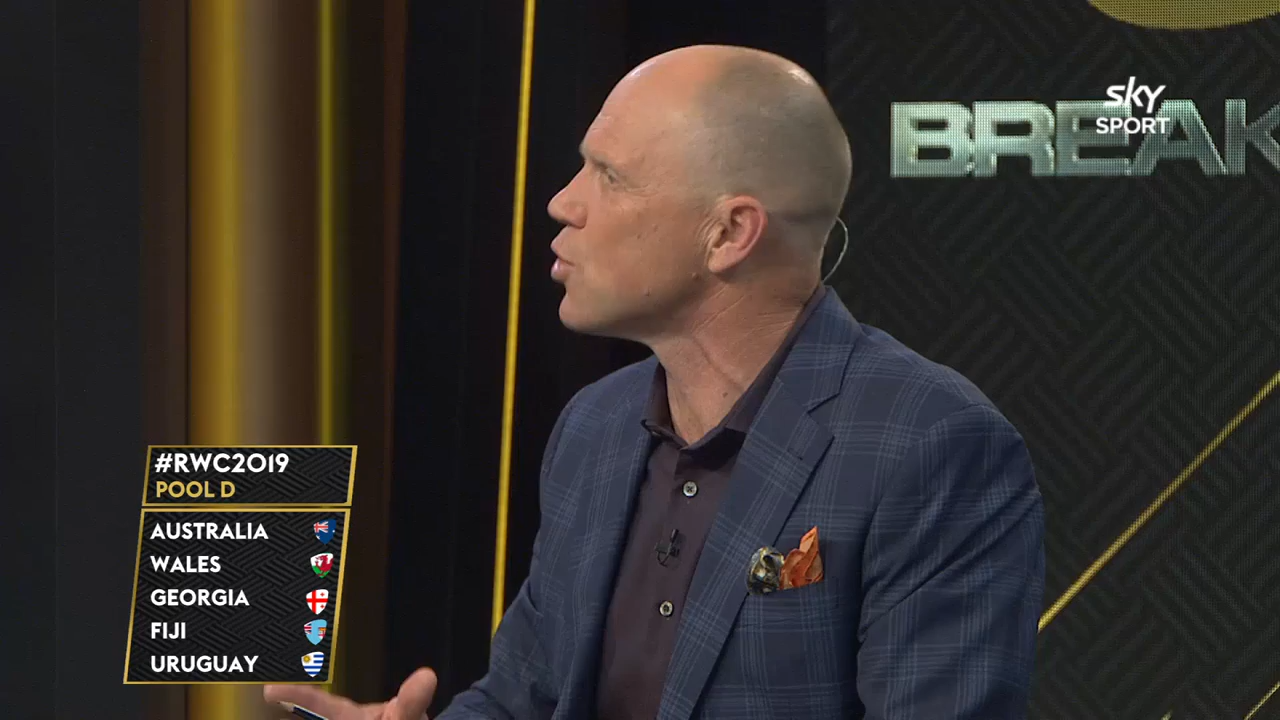 BREAK
sky
SPORT
#RWC2019
POOL D
AUSTRALIA
WALES
GEORGIA
FIJI
URUGUAY